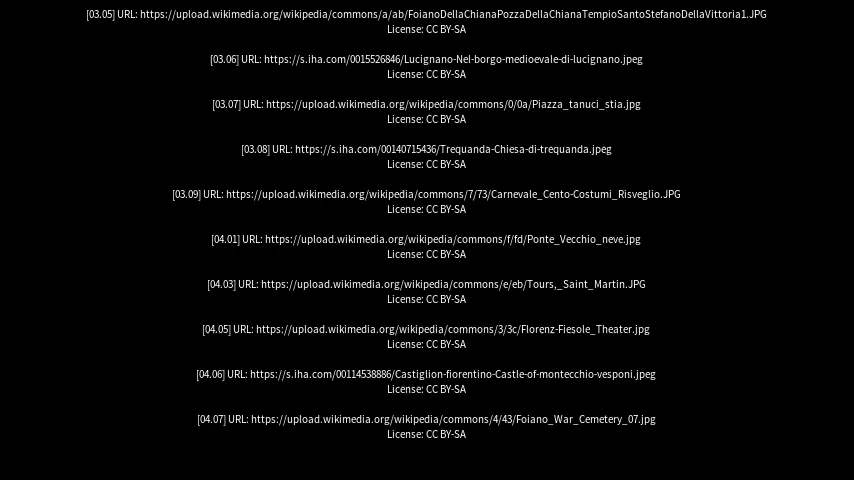 [03.05] URL: https://upload.wikimedia.org/wikipedia/commons/a/ab/FoianoDellaChianaPozzaDellaChianaTempioSantoStefanoDellaVittoria1.JPG
License: CC BY-SA
[03.06] URL: https://s.iha.com/0015526846/Lucignano-Nel-borgo-medioevale-di-lucignano.jpeg
License: CC BY-SA
[03.07] URL: https://upload.wikimedia.org/wikipedia/commons/0/0a/Piazza_tanuci_stia.jpg
License: CC BY-SA
[03.08] URL: https://s.iha.com/00140715436/Trequanda-Chiesa-di-trequanda.jpeg
License: CC BY-SA
[03.09] URL: https://upload.wikimedia.org/wikipedia/commons/7/73/Carnevale_Cento-Costumi_Risveglio.JPG
License: CC BY-SA
[04.01] URL: https://upload.wikimedia.org/wikipedia/commons/f/fd/Ponte_Vecchio_neve.jpg
License: CC BY-SA
[04.03] URL: https://upload.wikimedia.org/wikipedia/commons/e/eb/Tours,_Saint_Martin.JPG
License: CC BY-SA
[04.05] URL: https://upload.wikimedia.org/wikipedia/commons/3/3c/Florenz-Fiesole_Theater.jpg
License: CC BY-SA
[04.06] URL: https://s.iha.com/00114538886/Castiglion-fiorentino-Castle-of-montecchio-vesponi.jpeg
License: CC BY-SA
[04.07] URL: https://upload.wikimedia.org/wikipedia/commons/4/43/Foiano_War_Cemetery_07.jpg
License: CC BY-SA